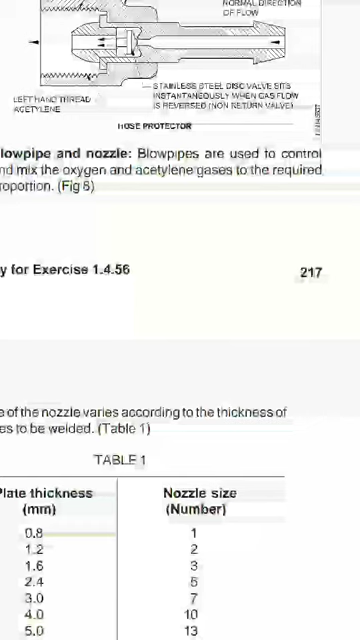 NORMAL DIRECTION
OF FLOW
STAINLESS STEEL DISC VALVE SITS
INSTANTANEOUSLY WHEN GAS FLOW
IS REVERSED (NON RETURN VALVE)
LEFT HAND THREAD
ACETYLENE
HOSE PROTECTOR
lowpipe and nozzle: Blowpipes are used to control
nd mix the oxygen and acetylene gases to the required
roportion. (Fig 8)
y for Exercise 1.4.56
217
e of the nozzle varies according to the thickness of
es to be welded. (Table 1)
TABLE 1
Plate thickness Nozzle size
(mm) (Number)
0.8 1
1.2 2
1.6 3
2.4 5
3.0 7
4.0 10
5.0 13